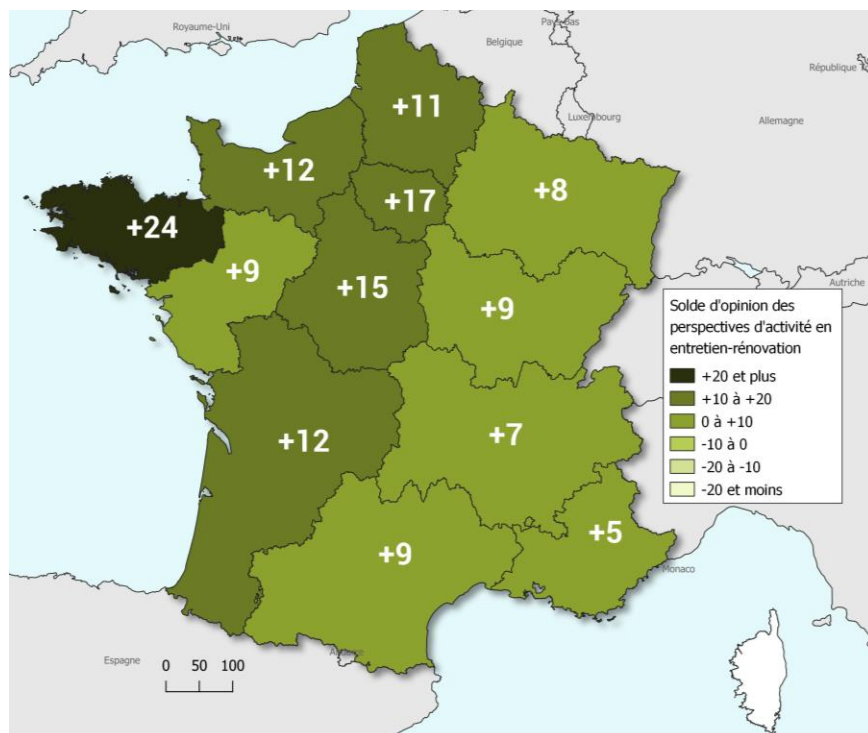 Royaume-Uni
Pays-Bas
Belgique
République T
Luxembourg
Allemagne
+11
+12
+17
+8
+24
+9
+15
+9
Autriche
Solde d'opinion des
perspectives d'activité en
entretien-rénovation
+20 et plus
+10 à +20
0 à +10
-10 à 0
-20 à -10
-20 et moins
+12
+7
+9
+5
Monaco
Espagne
0 50 100